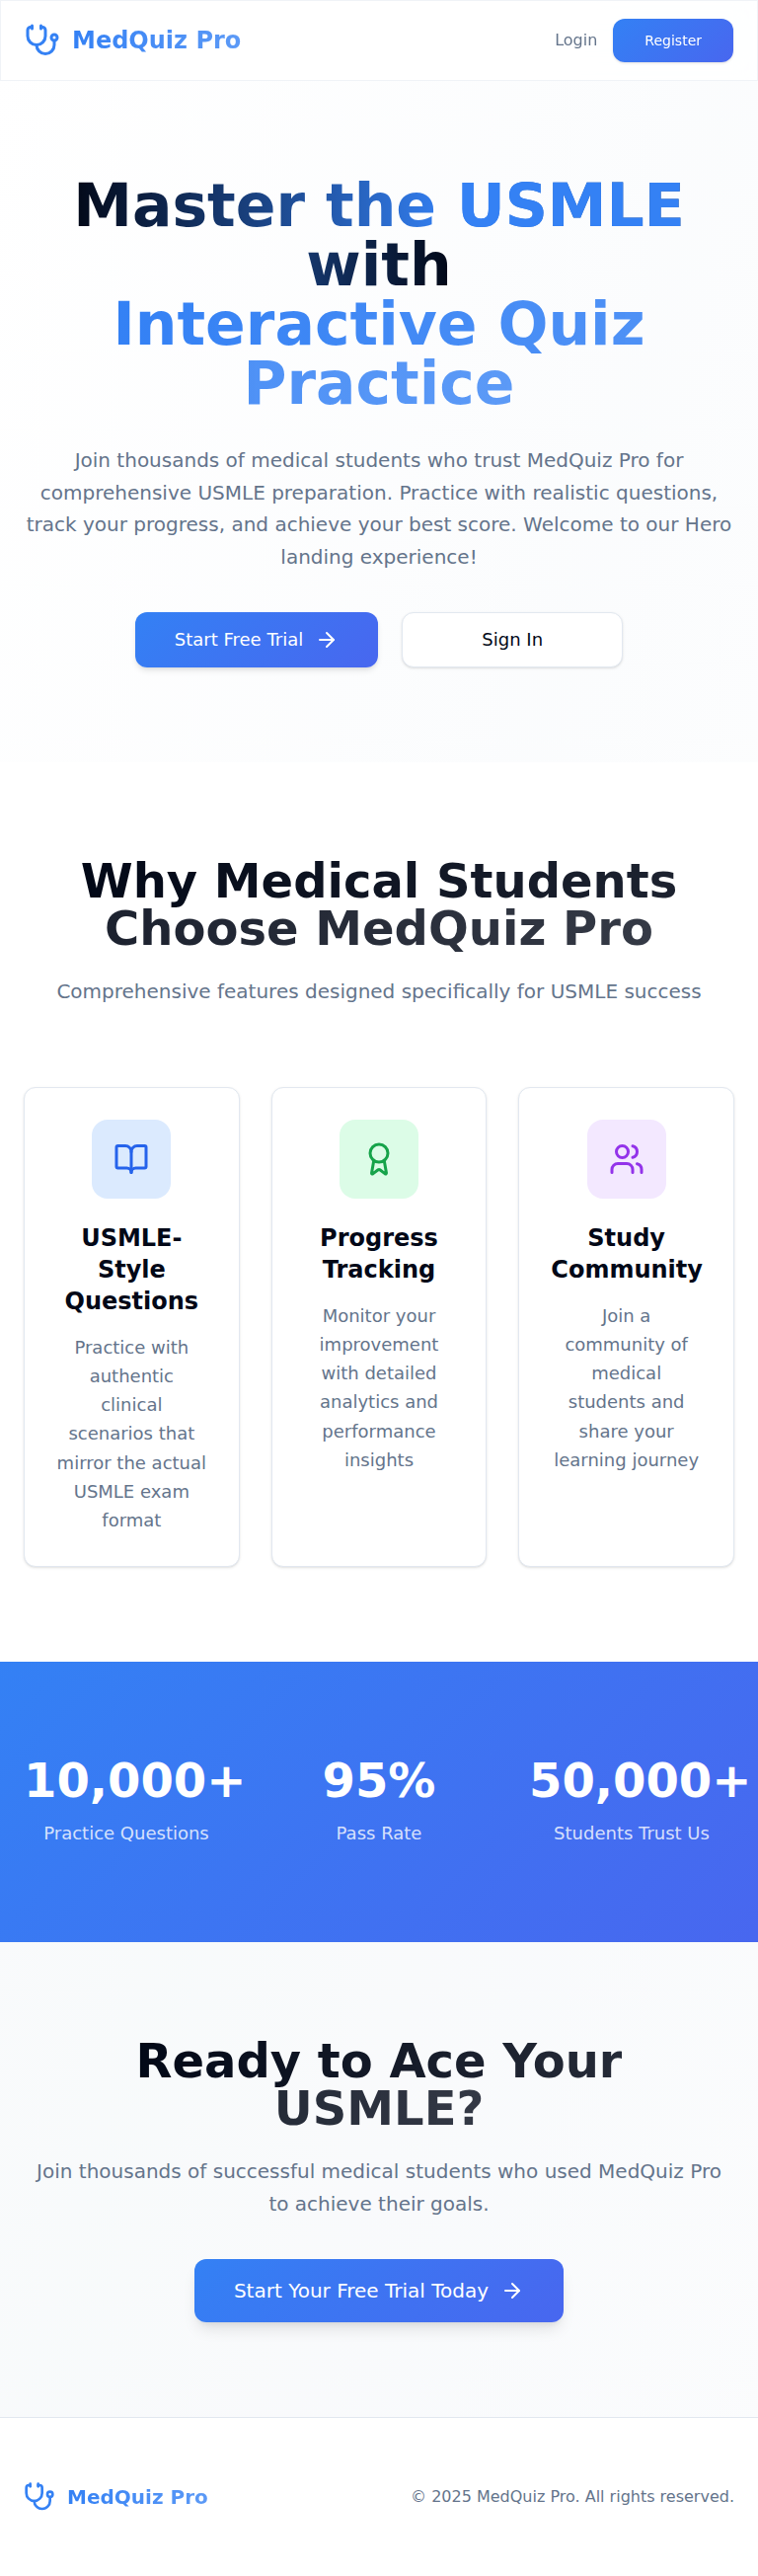 MedQuiz Pro
Login
Register
Master the USMLE
with
Interactive Quiz
Practice
Join thousands of medical students who trust MedQuiz Pro for
comprehensive USMLE preparation. Practice with realistic questions,
track your progress, and achieve your best score. Welcome to our Hero
landing experience!
Start Free Trial
Sign In
Why Medical Students
Choose MedQuiz Pro
Comprehensive features designed specifically for USMLE success
USMLE-
Style
Questions
Practice with
authentic
clinical
scenarios that
mirror the actual
USMLE exam
format
Progress
Tracking
Monitor your
improvement
with detailed
analytics and
performance
insights
Study
Community
Join a
community of
medical
students and
share your
learning journey
10,000+
Practice Questions
95%
Pass Rate
50,000+
Students Trust Us
Ready to Ace Your
USMLE?
Join thousands of successful medical students who used MedQuiz Pro
to achieve their goals.
Start Your Free Trial Today
MedQuiz Pro
© 2025 MedQuiz Pro. All rights reserved.